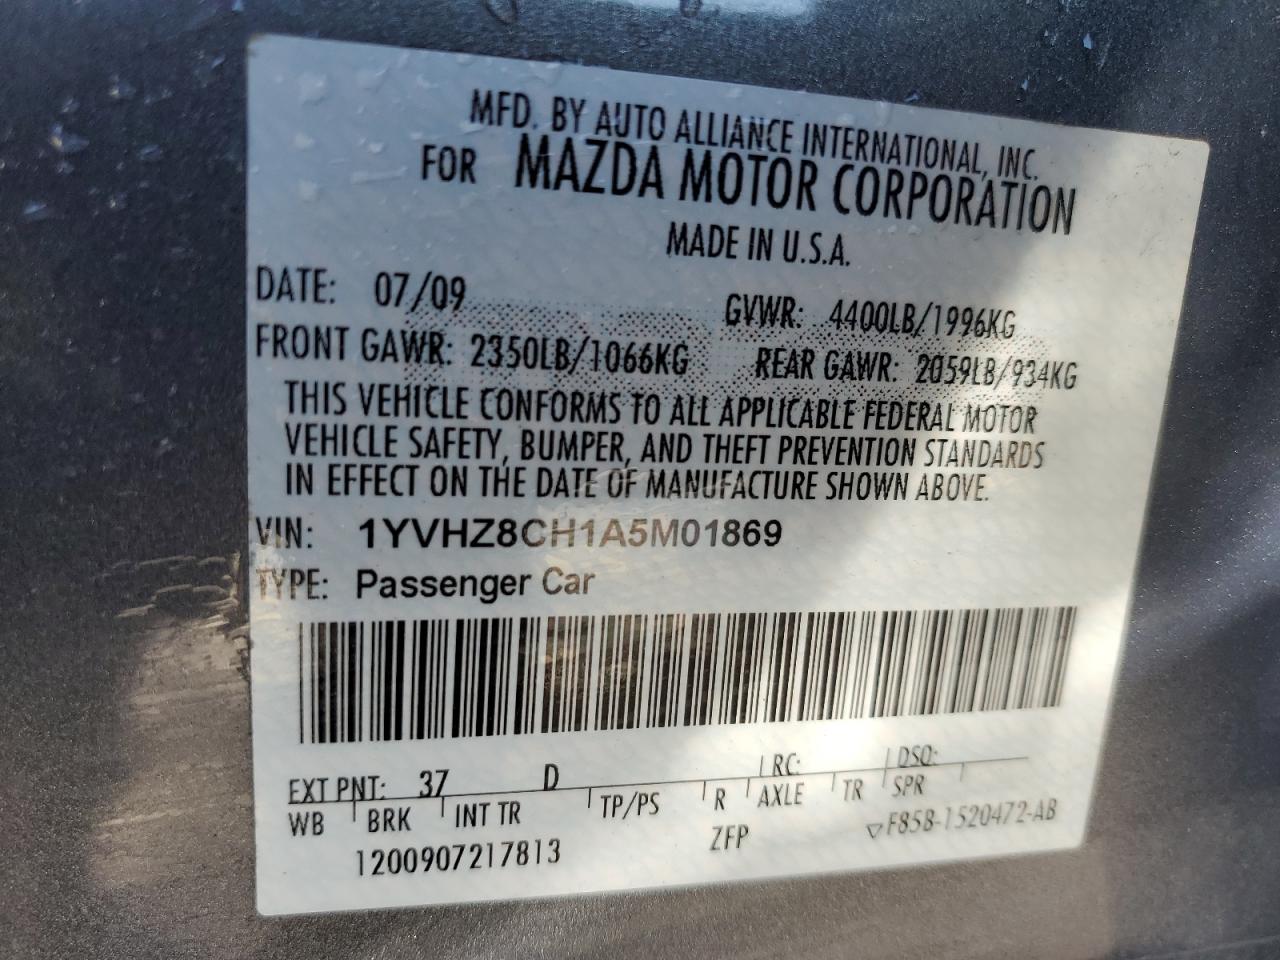 MFD. BY AUTO ALLIANCE INTERNATIONAL, INC.
FOR MAZDA MOTOR CORPORATION
MADE IN U.S.A.
DATE: 07/09 GVWR: 4400LB/1996KG
FRONT GAWR: 2350LB/1066KG REAR GAWR: 2059LB/934KG
THIS VEHICLE CONFORMS TO ALL APPLICABLE FEDERAL MOTOR
VEHICLE SAFETY, BUMPER, AND THEFT PREVENTION STANDARDS
IN EFFECT ON THE DATE OF MANUFACTURE SHOWN ABOVE.
VIN: 1YVHZ8CH1A5M01869
TYPE: Passenger Car
EXT PNT: 37 D RC: DSO:
WB BRK INT TR TP/PS R AXLE TR SPR
1200907217813 ZFP ▽F85B-1520472-AB